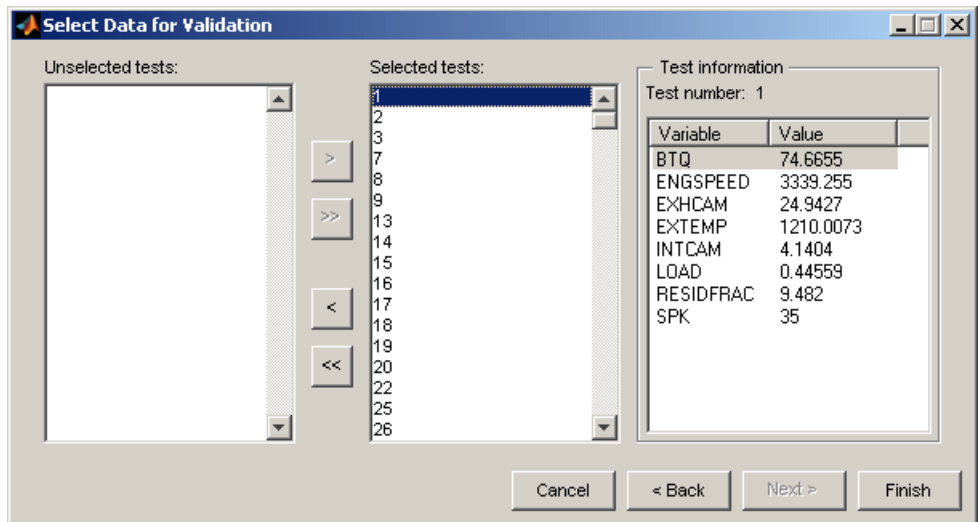 Select Data for Validation
Unselected tests:
Selected tests:
1
2
3
7
8
9
13
14
15
16
17
18
19
20
22
25
26
>
>>
<
<<
Test information
Test number: 1
Variable Value
BTQ 74.6655
ENGSPEED 3339.255
EXHCAM 24.9427
EXTEMP 1210.0073
INTCAM 4.1404
LOAD 0.44559
RESIDFRAC 9.482
SPK 35
Cancel < Back Next > Finish